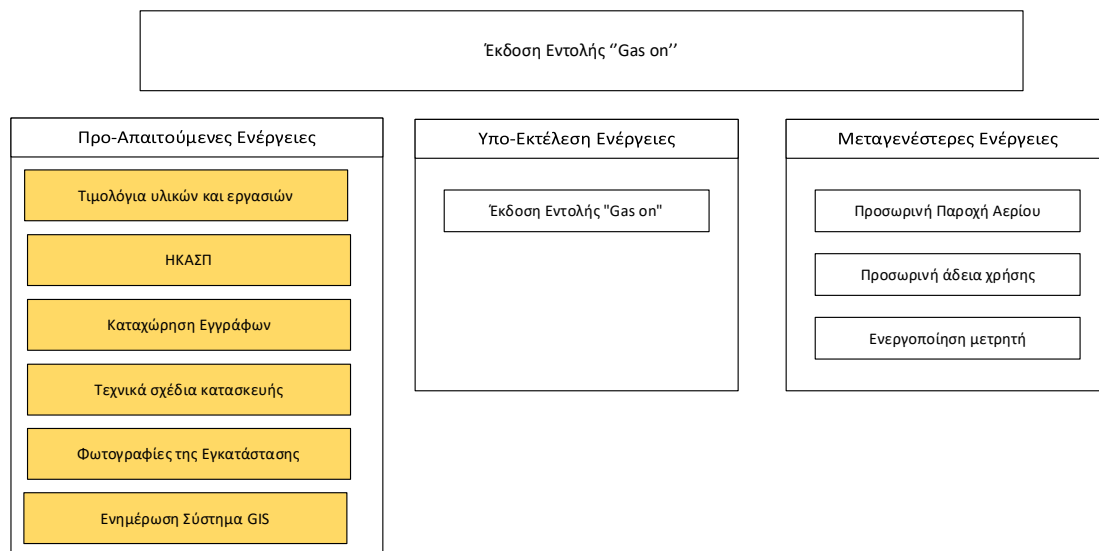 Έκδοση Εντολής ‘’Gas on’’
Προ-Απαιτούμενες Ενέργειες
Τιμολόγια υλικών και εργασιών
ΗΚΑΣΠ
Καταχώρηση Εγγράφων
Τεχνικά σχέδια κατασκευής
Φωτογραφίες της Εγκατάστασης
Ενημέρωση Σύστημα GIS
Υπο-Εκτέλεση Ενέργειες
Έκδοση Εντολής "Gas on"
Μεταγενέστερες Ενέργειες
Προσωρινή Παροχή Αερίου
Προσωρινή άδεια χρήσης
Ενεργοποίηση μετρητή